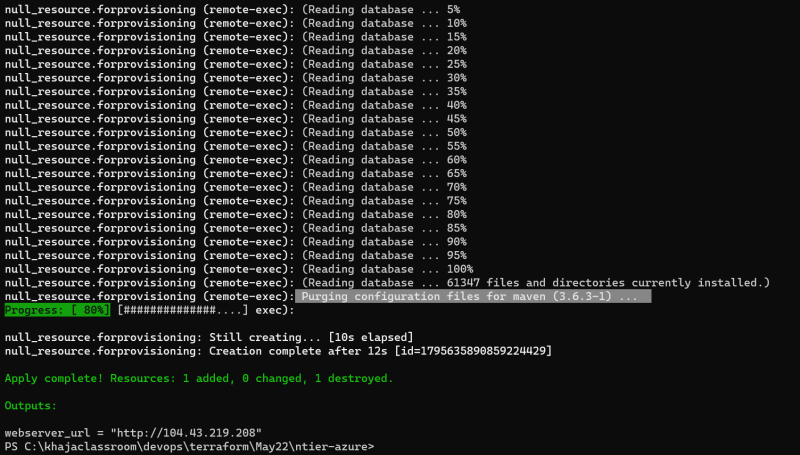 null_resource.forprovisioning (remote-exec): (Reading database ... 5%
null_resource.forprovisioning (remote-exec): (Reading database ... 10%
null_resource.forprovisioning (remote-exec): (Reading database ... 15%
null_resource.forprovisioning (remote-exec): (Reading database ... 20%
null_resource.forprovisioning (remote-exec): (Reading database ... 25%
null_resource.forprovisioning (remote-exec): (Reading database ... 30%
null_resource.forprovisioning (remote-exec): (Reading database ... 35%
null_resource.forprovisioning (remote-exec): (Reading database ... 40%
null_resource.forprovisioning (remote-exec): (Reading database ... 45%
null_resource.forprovisioning (remote-exec): (Reading database ... 50%
null_resource.forprovisioning (remote-exec): (Reading database ... 55%
null_resource.forprovisioning (remote-exec): (Reading database ... 60%
null_resource.forprovisioning (remote-exec): (Reading database ... 65%
null_resource.forprovisioning (remote-exec): (Reading database ... 70%
null_resource.forprovisioning (remote-exec): (Reading database ... 75%
null_resource.forprovisioning (remote-exec): (Reading database ... 80%
null_resource.forprovisioning (remote-exec): (Reading database ... 85%
null_resource.forprovisioning (remote-exec): (Reading database ... 90%
null_resource.forprovisioning (remote-exec): (Reading database ... 95%
null_resource.forprovisioning (remote-exec): (Reading database ... 100%
null_resource.forprovisioning (remote-exec): (Reading database ... 61347 files and directories currently installed.)
null_resource.forprovisioning (remote-exec): Purging configuration files for maven (3.6.3-1) ...
Progress: [ 80%] [##############....] exec):
null_resource.forprovisioning: Still creating... [10s elapsed]
null_resource.forprovisioning: Creation complete after 12s [id=1795635890859224429]
Apply complete! Resources: 1 added, 0 changed, 1 destroyed.
Outputs:
webserver_url = "http://104.43.219.208"
PS C:\khajaclassroom\devops\terraform\May22\ntier-azure>